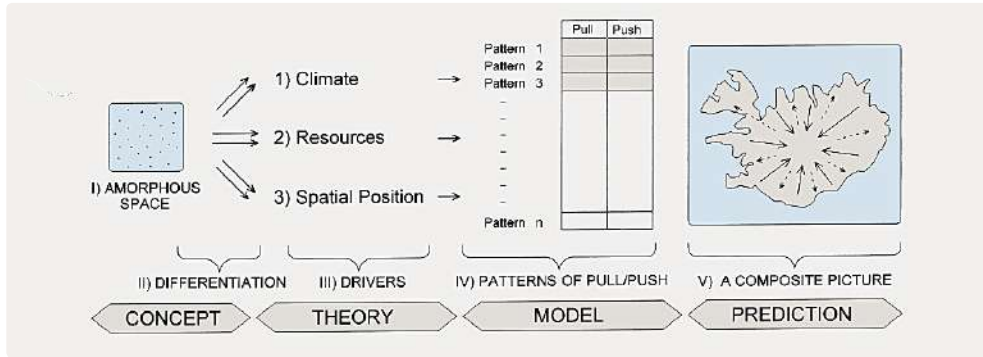 Pull Push
Pattern 1
Pattern 2
Pattern 3
Pattern n
1) Climate
2) Resources
3) Spatial Position
I) AMORPHOUS
SPACE
II) DIFFERENTIATION
III) DRIVERS
IV) PATTERNS OF PULL/PUSH
V) A COMPOSITE PICTURE
CONCEPT
THEORY
MODEL
PREDICTION